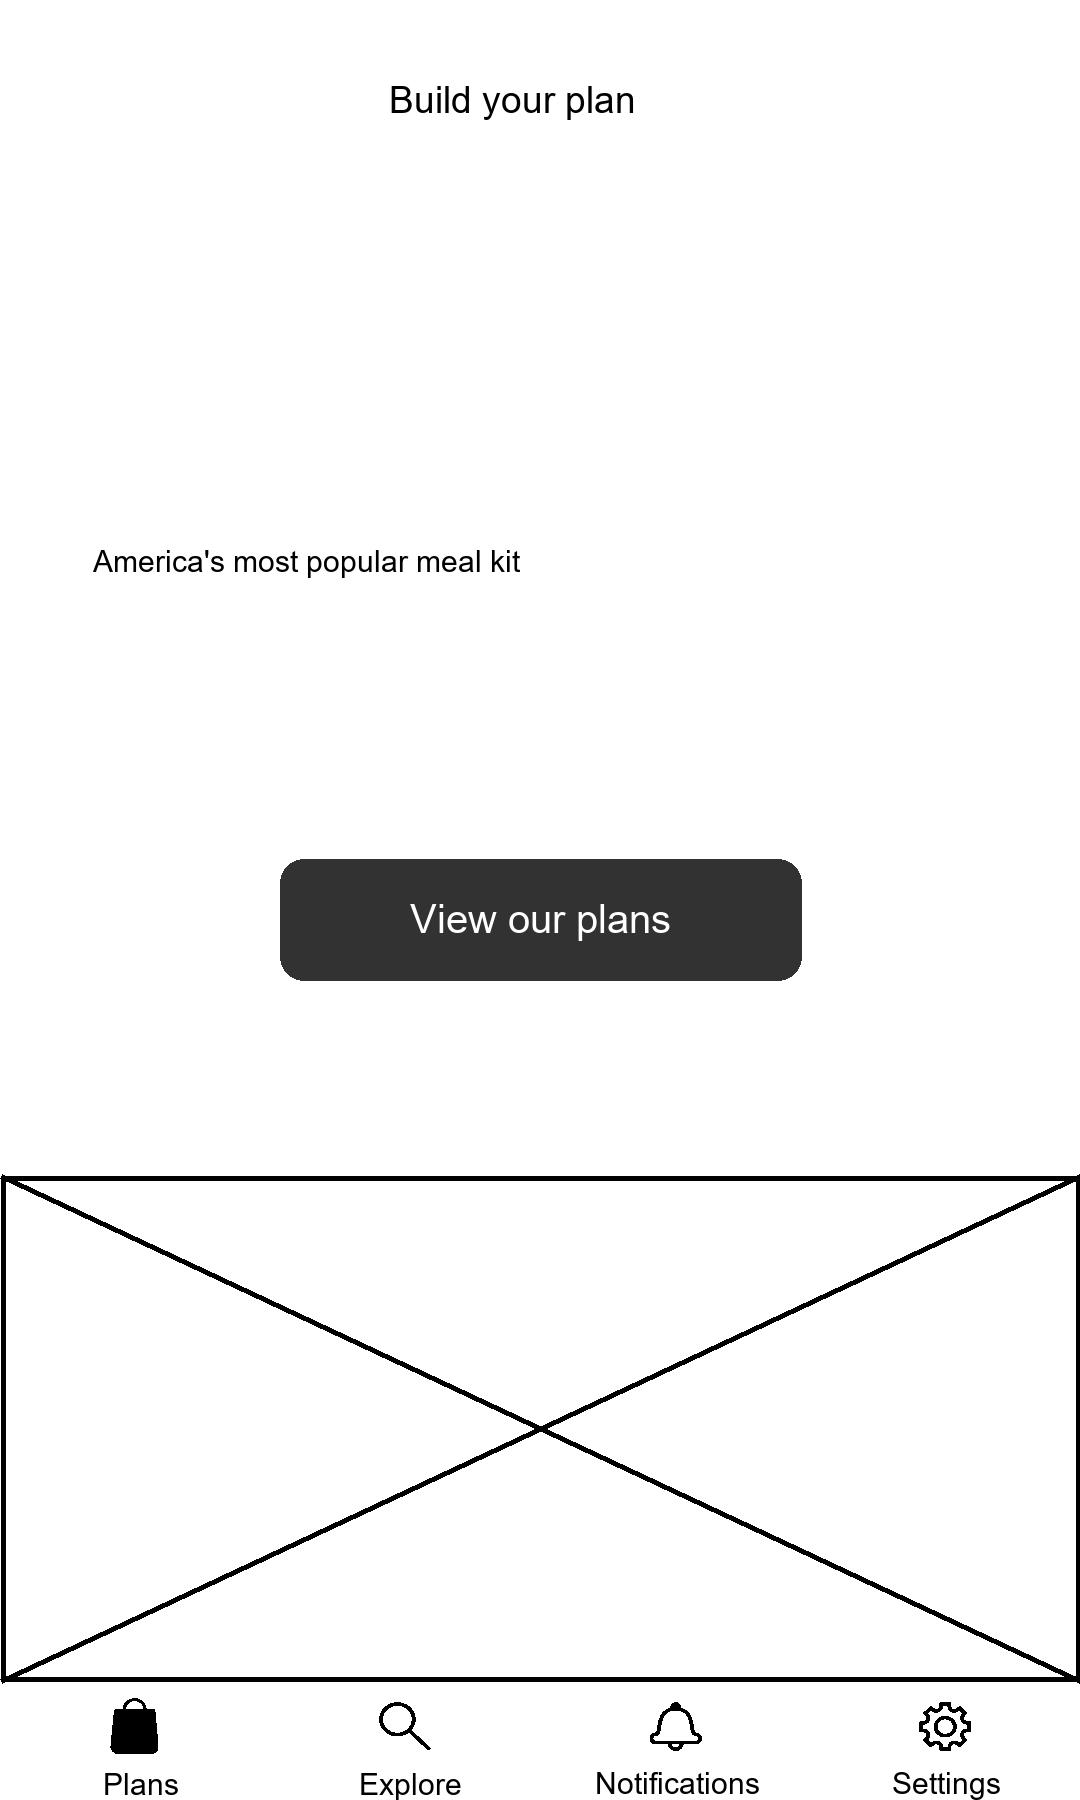 Build your plan
America's most popular meal kit
View our plans
Plans
Explore
Notifications
Settings